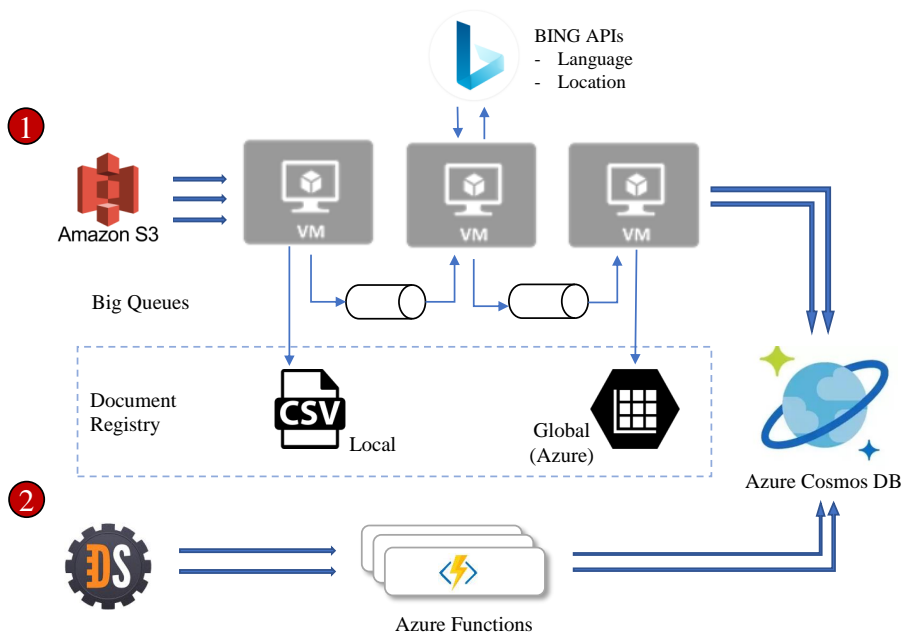 BING APIs
- Language
- Location
1
Amazon S3
VM
VM
VM
Big Queues
Document
Registry
CSV
Local
Global
(Azure)
Azure Cosmos DB
2
DS
Azure Functions